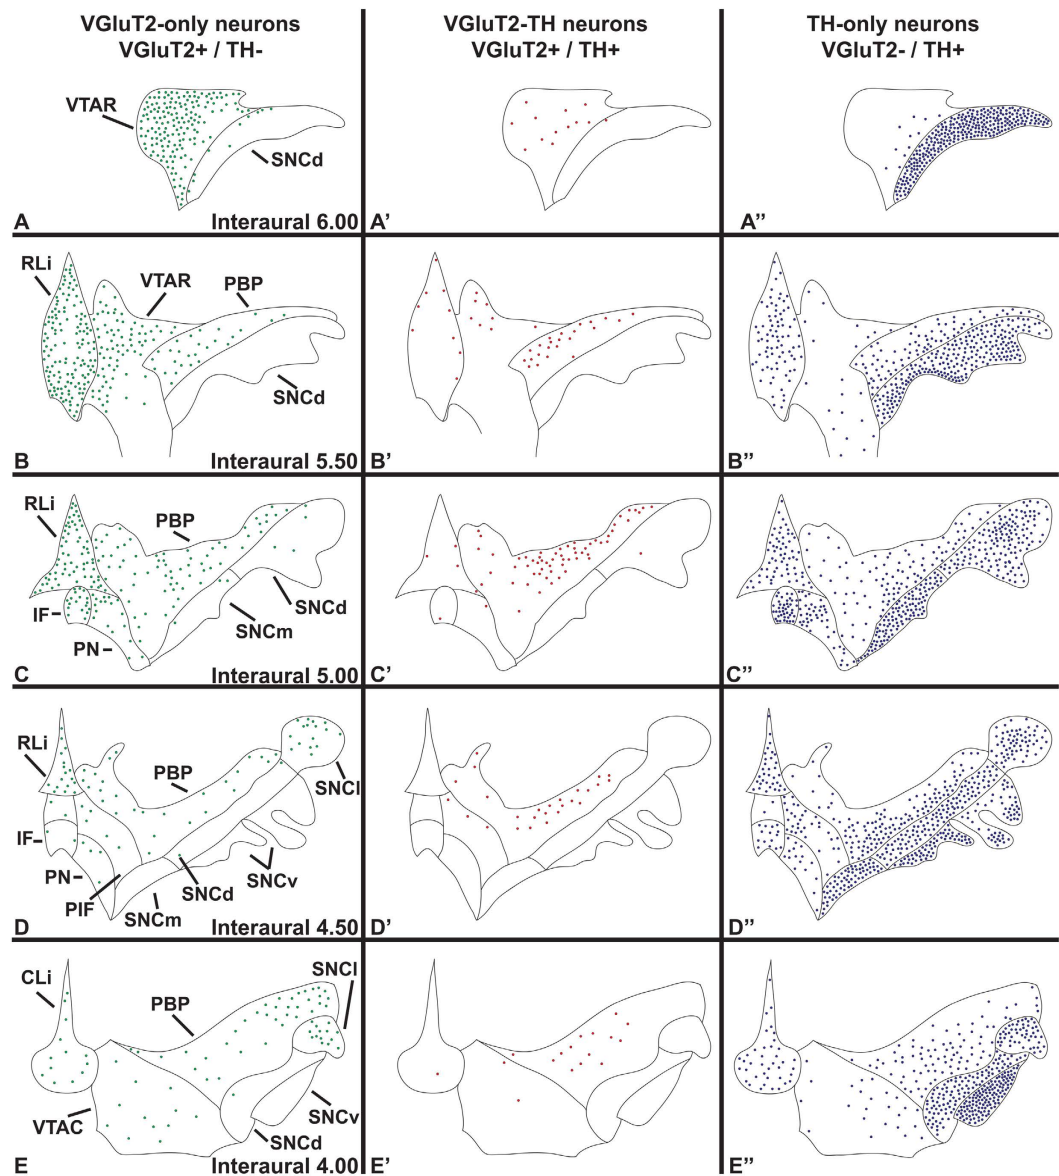 VGluT2-only neurons
VGluT2+ / TH-
VGluT2-TH neurons
VGluT2+ / TH+
TH-only neurons
VGluT2- / TH+
VTAR
SNCd
A
Interaural 6.00
A'
A''
RLi
VTAR
PBP
SNCd
B
Interaural 5.50
B'
B''
RLi
PBP
IF
SNCd
SNCm
PN
C
Interaural 5.00
C'
C''
RLi
PBP
SNCl
IF
PN
SNCv
SNCd
PIF
SNCm
D
Interaural 4.50
D'
D''
CLi
SNCl
PBP
SNCv
VTAC
SNCd
E
Interaural 4.00
E'
E''